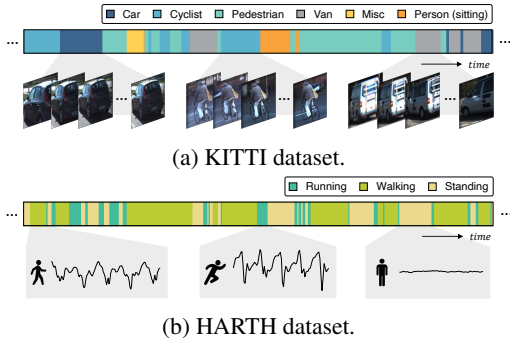 Car Cyclist Pedestrian Van Misc Person (sitting)
... ...
time
... ... ...
(a) KITTI dataset.
Running Walking Standing
... ...
time
(b) HARTH dataset.